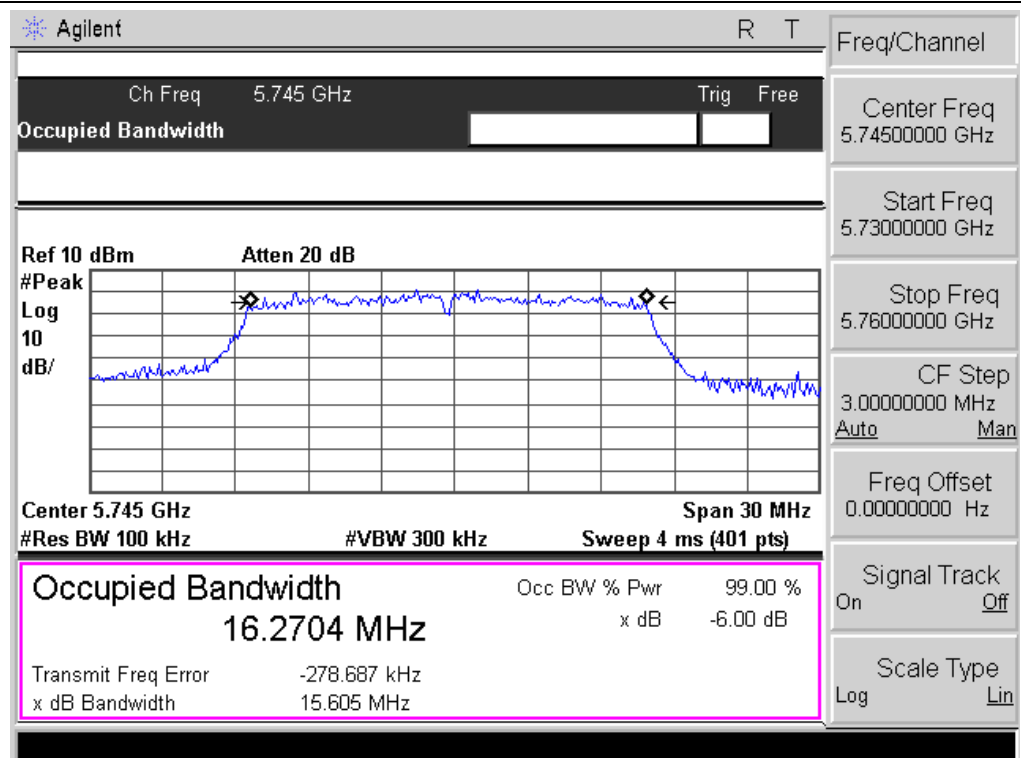 Agilent R T
Ch Freq 5.745 GHz Trig Free
Occupied Bandwidth
Ref 10 dBm Atten 20 dB
#Peak
Log
10
dB/
Center 5.745 GHz Span 30 MHz
#Res BW 100 kHz #VBW 300 kHz Sweep 4 ms (401 pts)
Occupied Bandwidth Occ BW % Pwr 99.00 %
16.2704 MHz x dB -6.00 dB
Transmit Freq Error -278.687 kHz
x dB Bandwidth 15.605 MHz
Freq/Channel
Center Freq
5.74500000 GHz
Start Freq
5.73000000 GHz
Stop Freq
5.76000000 GHz
CF Step
3.00000000 MHz
Auto Man
Freq Offset
0.00000000 Hz
Signal Track
On Off
Scale Type
Log Lin